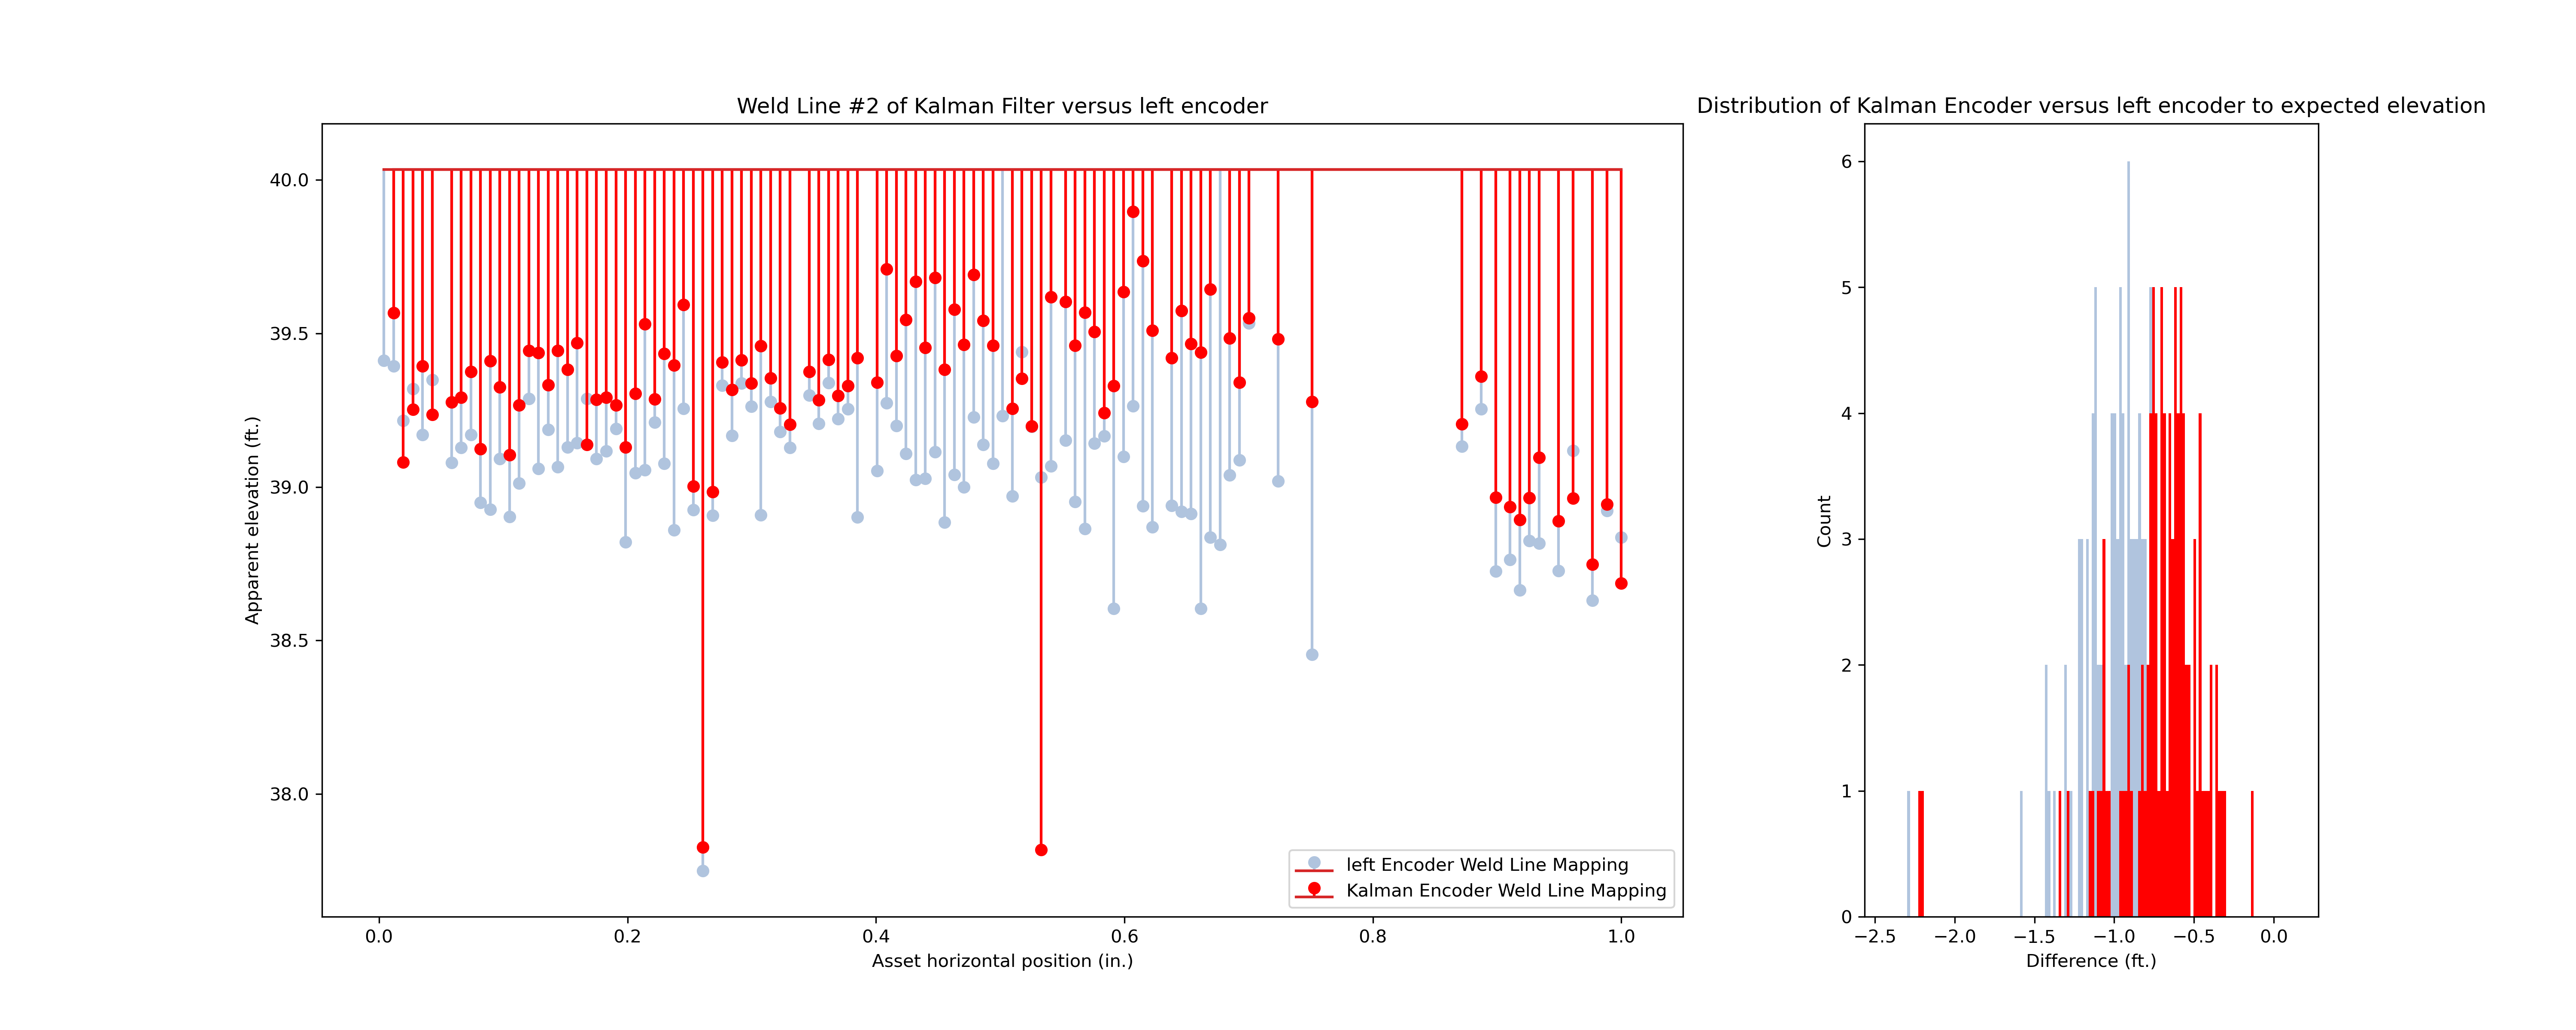 Weld Line #2 of Kalman Filter versus left encoder
40.0
39.5
39.0
38.5
38.0
Apparent elevation (ft.)
0.0 0.2 0.4 0.6 0.8 1.0
Asset horizontal position (in.)
left Encoder Weld Line Mapping
Kalman Encoder Weld Line Mapping
Distribution of Kalman Encoder versus left encoder to expected elevation
6
5
4
3
2
1
0
Count
−2.5 −2.0 −1.5 −1.0 −0.5 0.0
Difference (ft.)